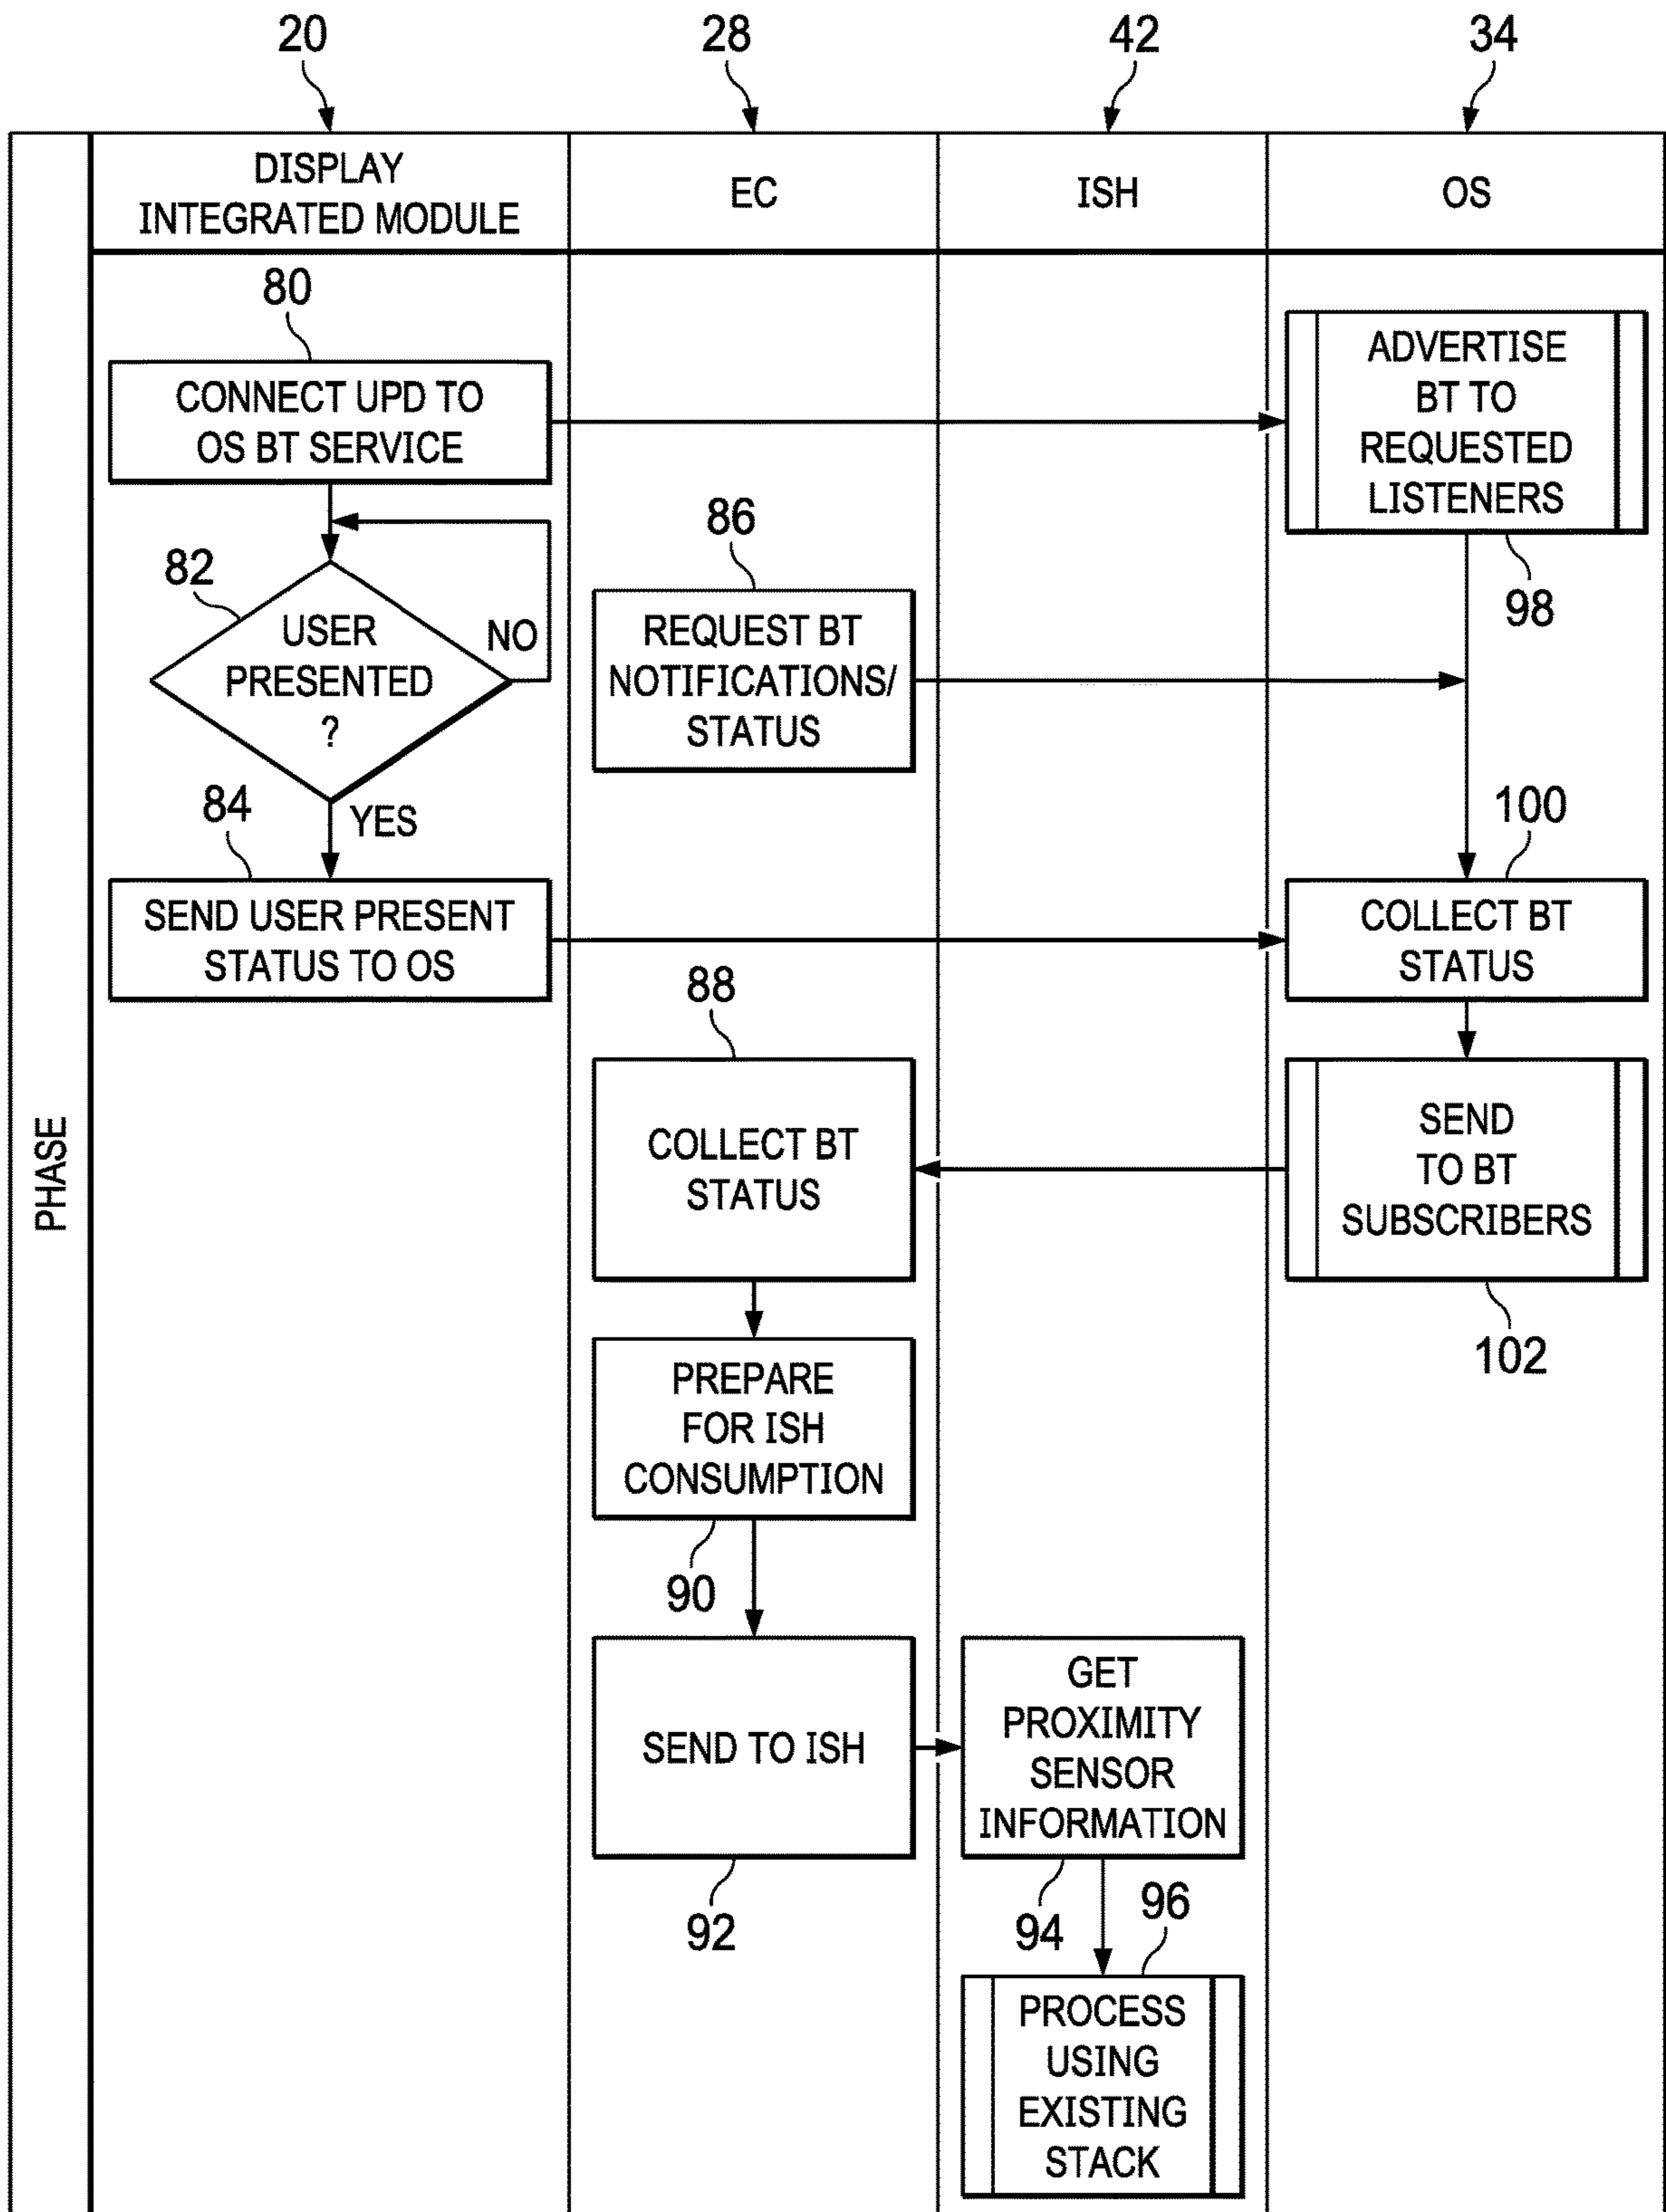 20
28
42
34
DISPLAY
INTEGRATED MODULE
EC
ISH
OS
PHASE
80
CONNECT UPD TO
OS BT SERVICE
ADVERTISE
BT TO
REQUESTED
LISTENERS
98
82
USER
PRESENTED
?
NO
YES
86
REQUEST BT
NOTIFICATIONS/
STATUS
84
SEND USER PRESENT
STATUS TO OS
100
COLLECT BT
STATUS
88
COLLECT BT
STATUS
SEND
TO BT
SUBSCRIBERS
102
PREPARE
FOR ISH
CONSUMPTION
90
SEND TO ISH
92
GET
PROXIMITY
SENSOR
INFORMATION
94
96
PROCESS
USING
EXISTING
STACK